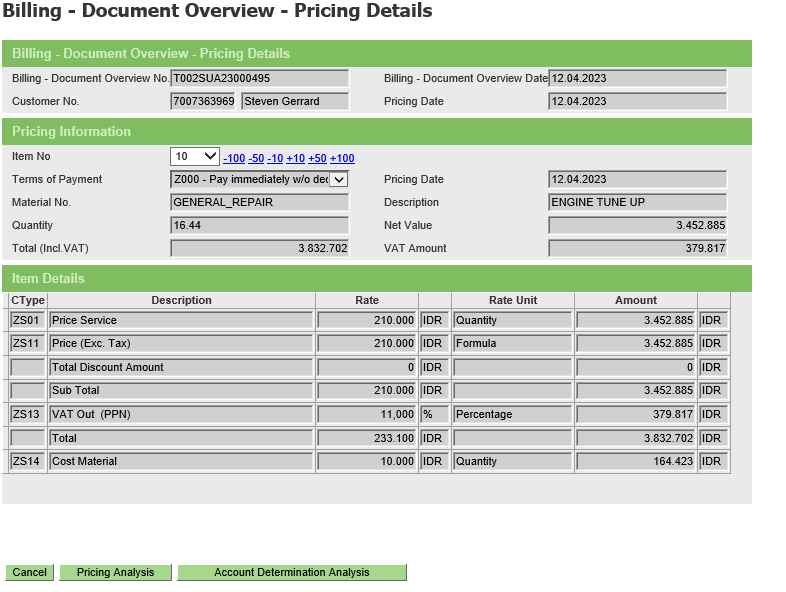 Billing - Document Overview - Pricing Details
Billing - Document Overview - Pricing Details
Billing - Document Overview No. T002SUA23000495 Billing - Document Overview Date 12.04.2023
Customer No. 7007363969 Steven Gerrard Pricing Date 12.04.2023
Pricing Information
Item No 10 -100 -50 -10 +10 +50 +100
Terms of Payment Z000 - Pay immediately w/o dec Pricing Date 12.04.2023
Material No. GENERAL_REPAIR Description ENGINE TUNE UP
Quantity 16.44 Net Value 3.452.885
Total (Incl.VAT) 3.832.702 VAT Amount 379.817
Item Details
CType Description Rate Rate Unit Amount
ZS01 Price Service 210.000 IDR Quantity 3.452.885 IDR
ZS11 Price (Exc. Tax) 210.000 IDR Formula 3.452.885 IDR
Total Discount Amount 0 IDR 0 IDR
Sub Total 210.000 IDR 3.452.885 IDR
ZS13 VAT Out (PPN) 11,000 % Percentage 379.817 IDR
Total 233.100 IDR 3.832.702 IDR
ZS14 Cost Material 10.000 IDR Quantity 164.423 IDR
Cancel Pricing Analysis Account Determination Analysis